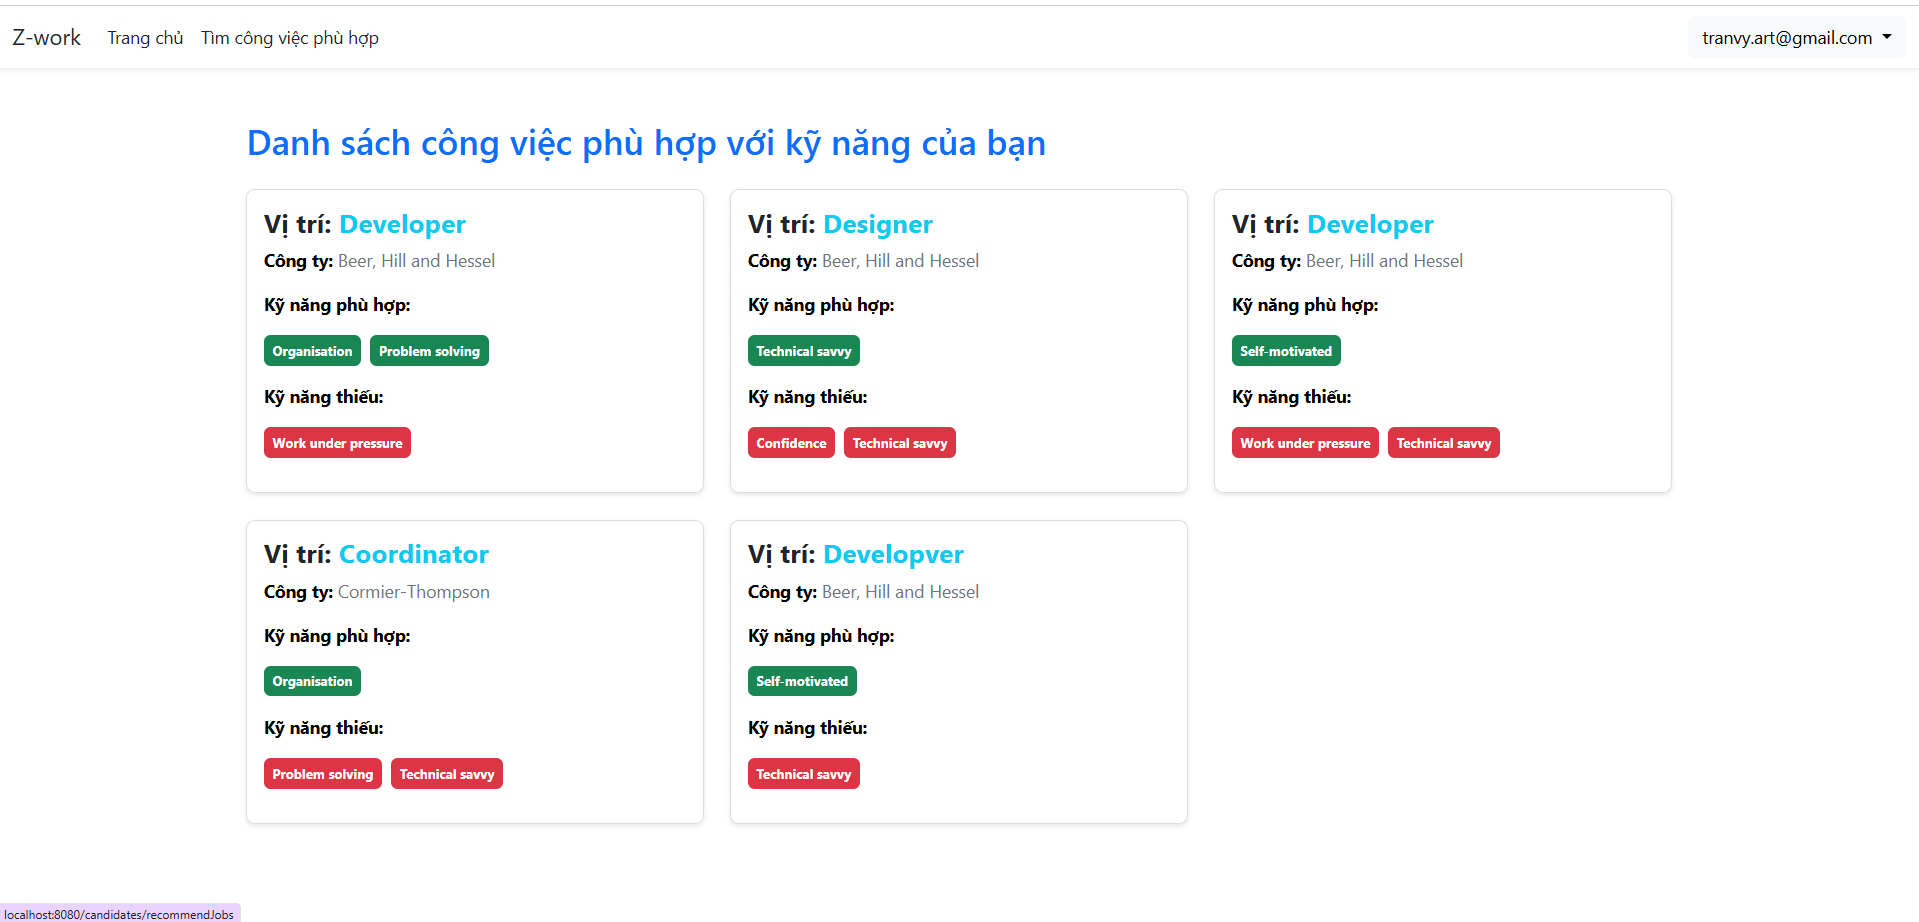 Z-work Trang chủ Tìm công việc phù hợp tranvy.art@gmail.com
Danh sách công việc phù hợp với kỹ năng của bạn
Vị trí: Developer
Công ty: Beer, Hill and Hessel
Kỹ năng phù hợp:
Organisation Problem solving
Kỹ năng thiếu:
Work under pressure
Vị trí: Designer
Công ty: Beer, Hill and Hessel
Kỹ năng phù hợp:
Technical savvy
Kỹ năng thiếu:
Confidence Technical savvy
Vị trí: Developer
Công ty: Beer, Hill and Hessel
Kỹ năng phù hợp:
Self-motivated
Kỹ năng thiếu:
Work under pressure Technical savvy
Vị trí: Coordinator
Công ty: Cormier-Thompson
Kỹ năng phù hợp:
Organisation
Kỹ năng thiếu:
Problem solving Technical savvy
Vị trí: Developver
Công ty: Beer, Hill and Hessel
Kỹ năng phù hợp:
Self-motivated
Kỹ năng thiếu:
Technical savvy
localhost:8080/candidates/recommendJobs